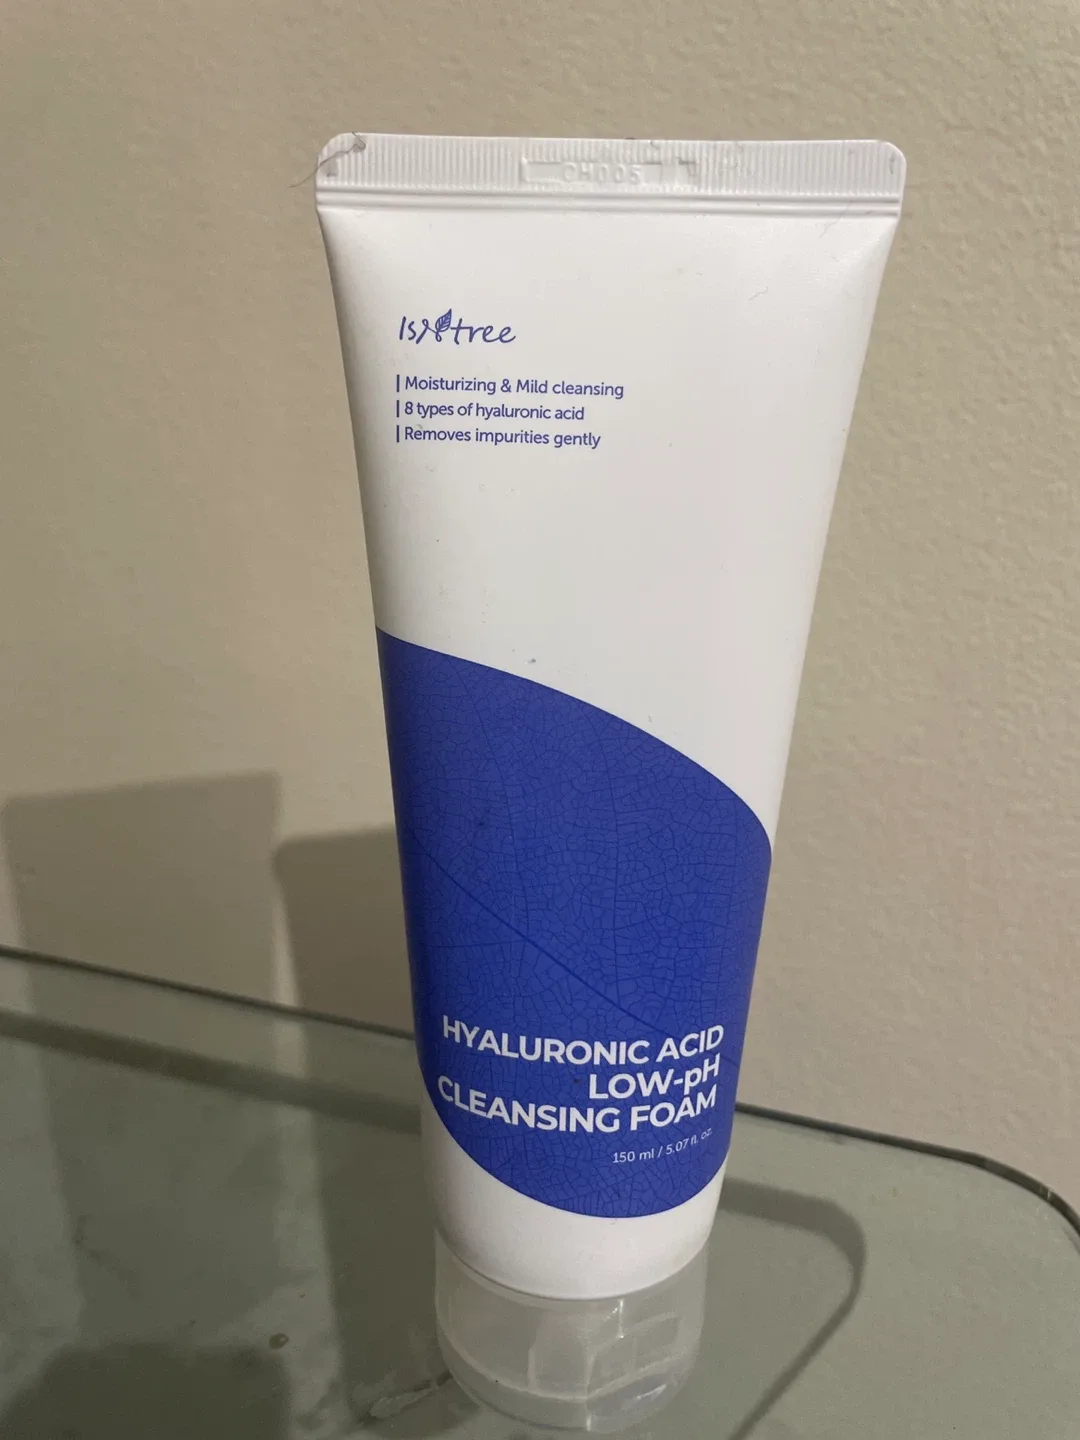 CH005
Isntree
Moisturizing & Mild cleansing
8 types of hyaluronic acid
Removes impurities gently
HYALURONIC ACID
LOW-pH
CLEANSING FOAM
150 ml / 5.07 fl. oz.